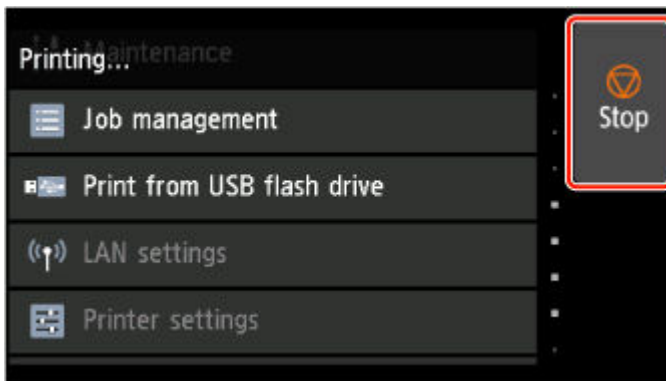 Maintenance
Printing...
Stop
Job management
Print from USB flash drive
LAN settings
Printer settings